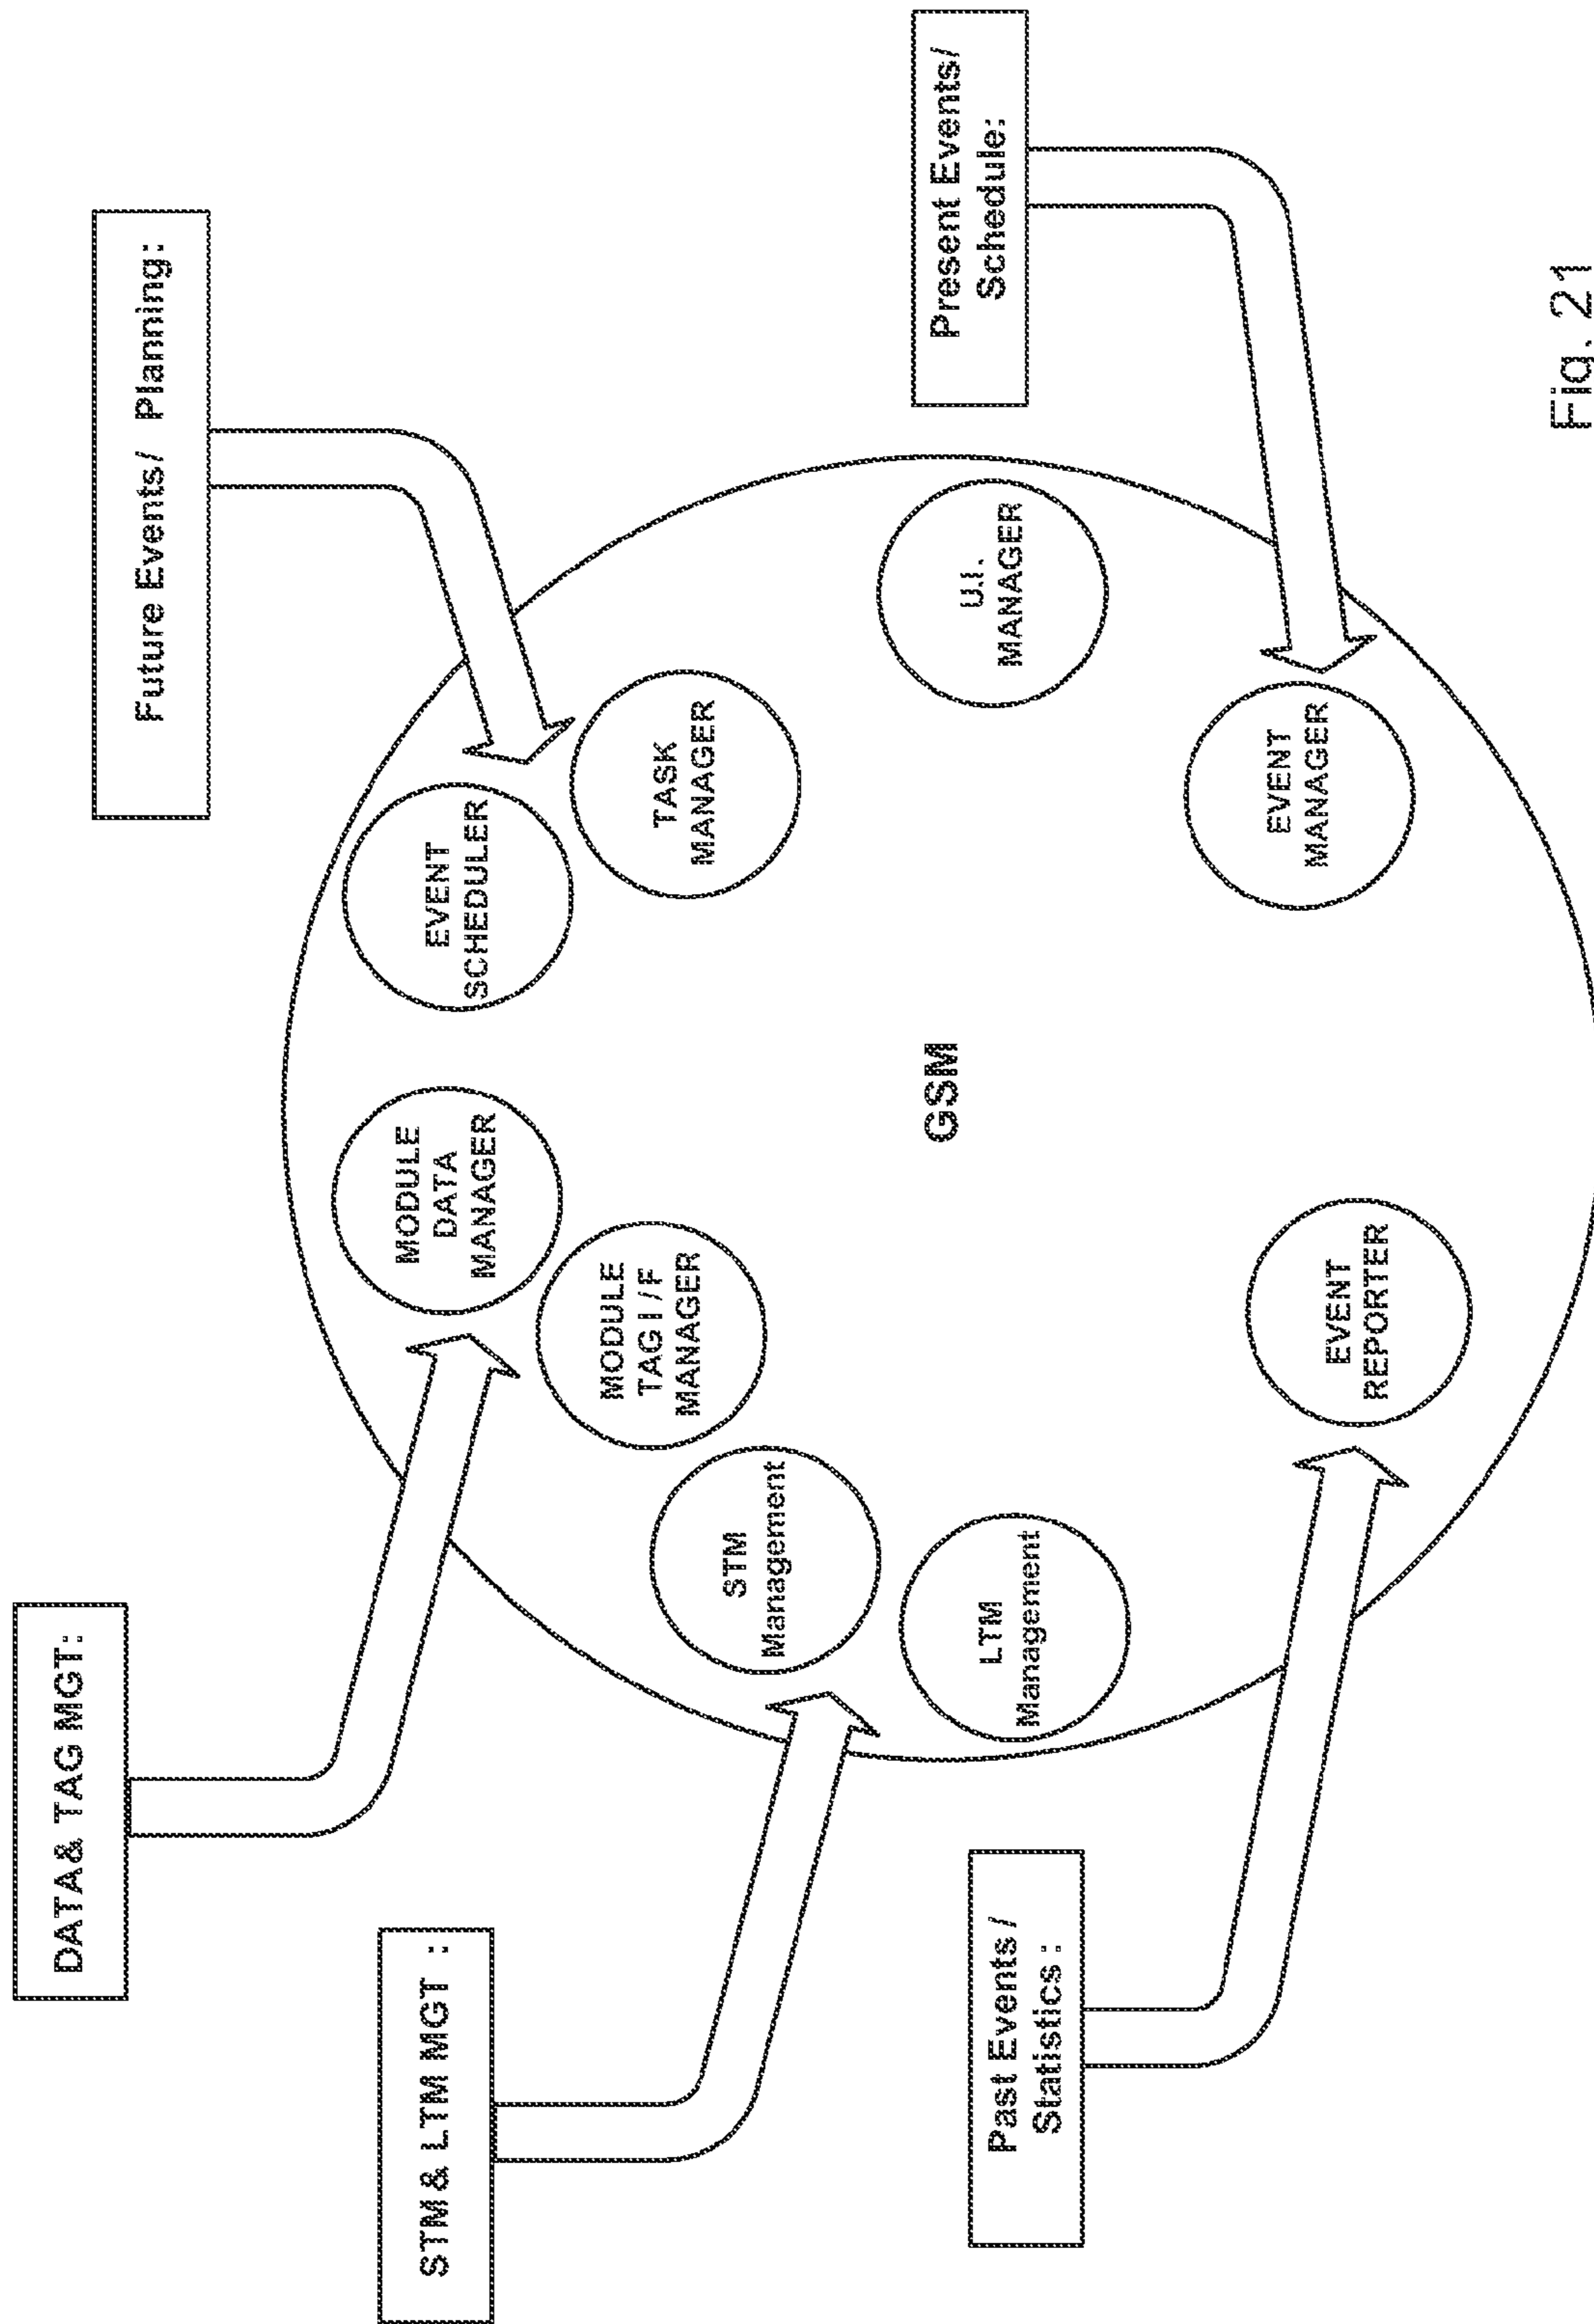 DATA& TAG MGT:
Future Events/ Planning:
STM& LTM MGT :
MODULE
DATA
MANAGER
EVENT
SCHEDULER
MODULE
TAG I/F
MANAGER
TASK
MANAGER
STM
Management
LTM
Management
GSM
U.I.
MANAGER
Past Events/
Statistics:
Present Events/
Schedule:
EVENT
REPORTER
EVENT
MANAGER
Fig. 21